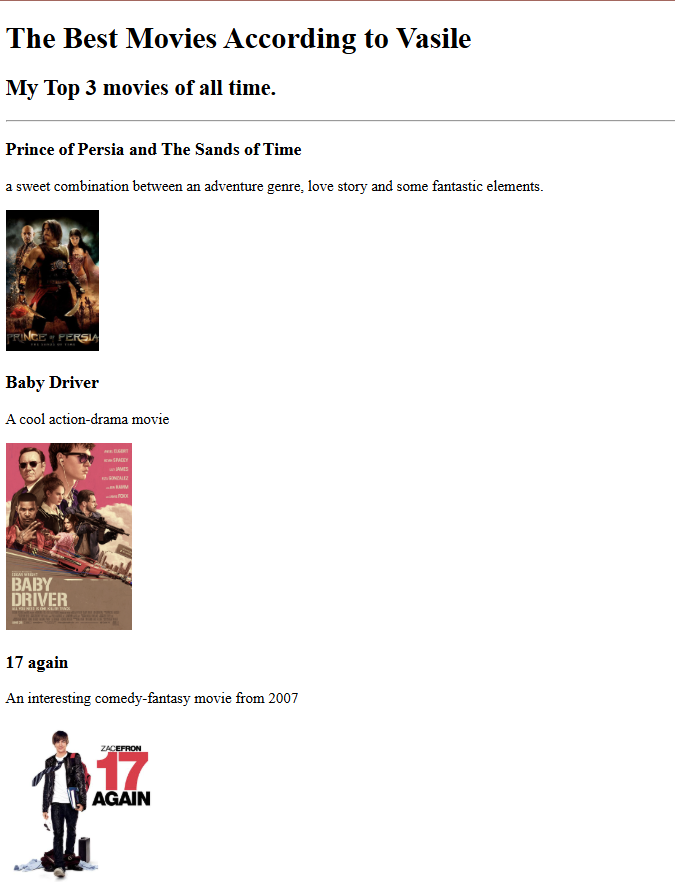 The Best Movies According to Vasile
My Top 3 movies of all time.
Prince of Persia and The Sands of Time
a sweet combination between an adventure genre, love story and some fantastic elements.
PRINCE OF PERSIA
THE SANDS OF TIME
Baby Driver
A cool action-drama movie
BABY
DRIVER
17 again
An interesting comedy-fantasy movie from 2007
ZACEFRON
17
AGAIN